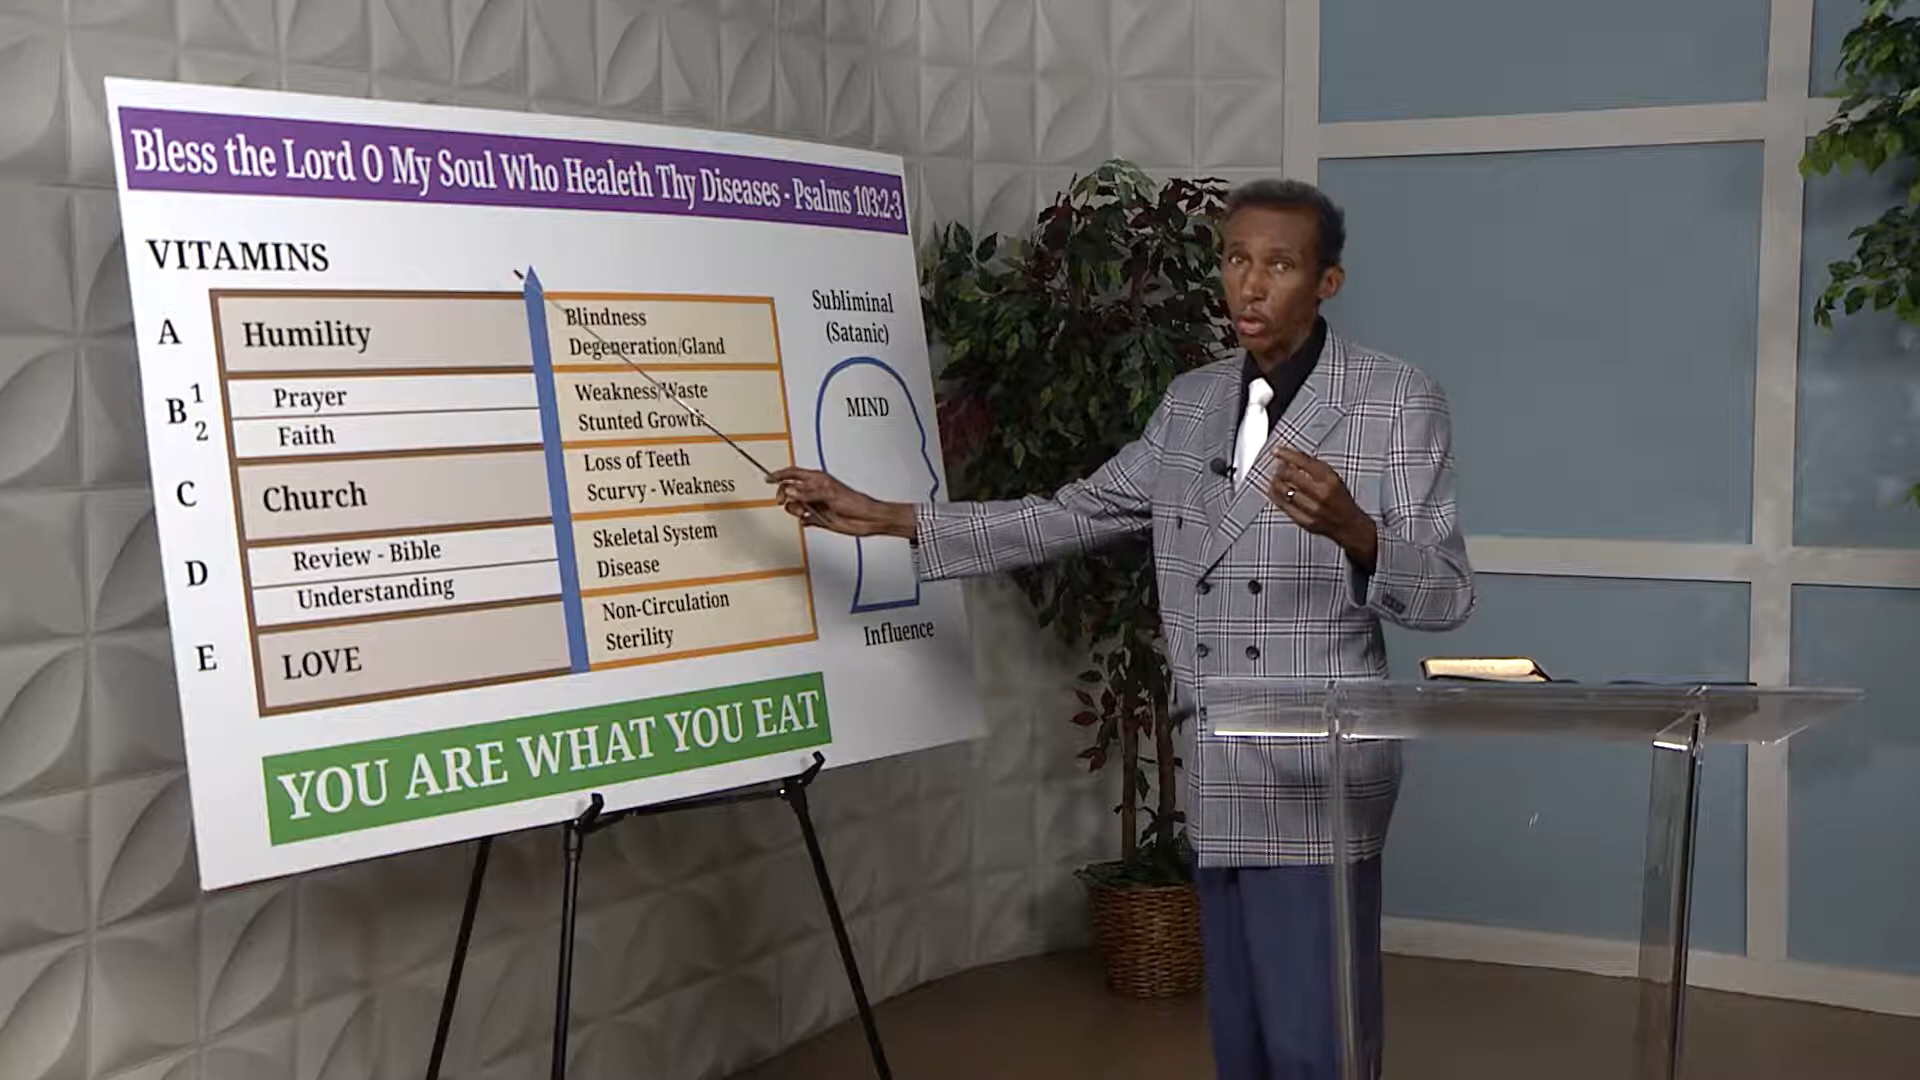 Bless the Lord O My Soul Who Healeth Thy Diseases - Psalms 103:2-3
VITAMINS
A
Humility
Blindness
Degeneration/Gland
B 1
2
Prayer
Faith
Weakness/Waste
Stunted Growth
C
Church
Loss of Teeth
Scurvy - Weakness
D
Review - Bible
Understanding
Skeletal System
Disease
E
LOVE
Non-Circulation
Sterility
Subliminal
(Satanic)
MIND
Influence
YOU ARE WHAT YOU EAT